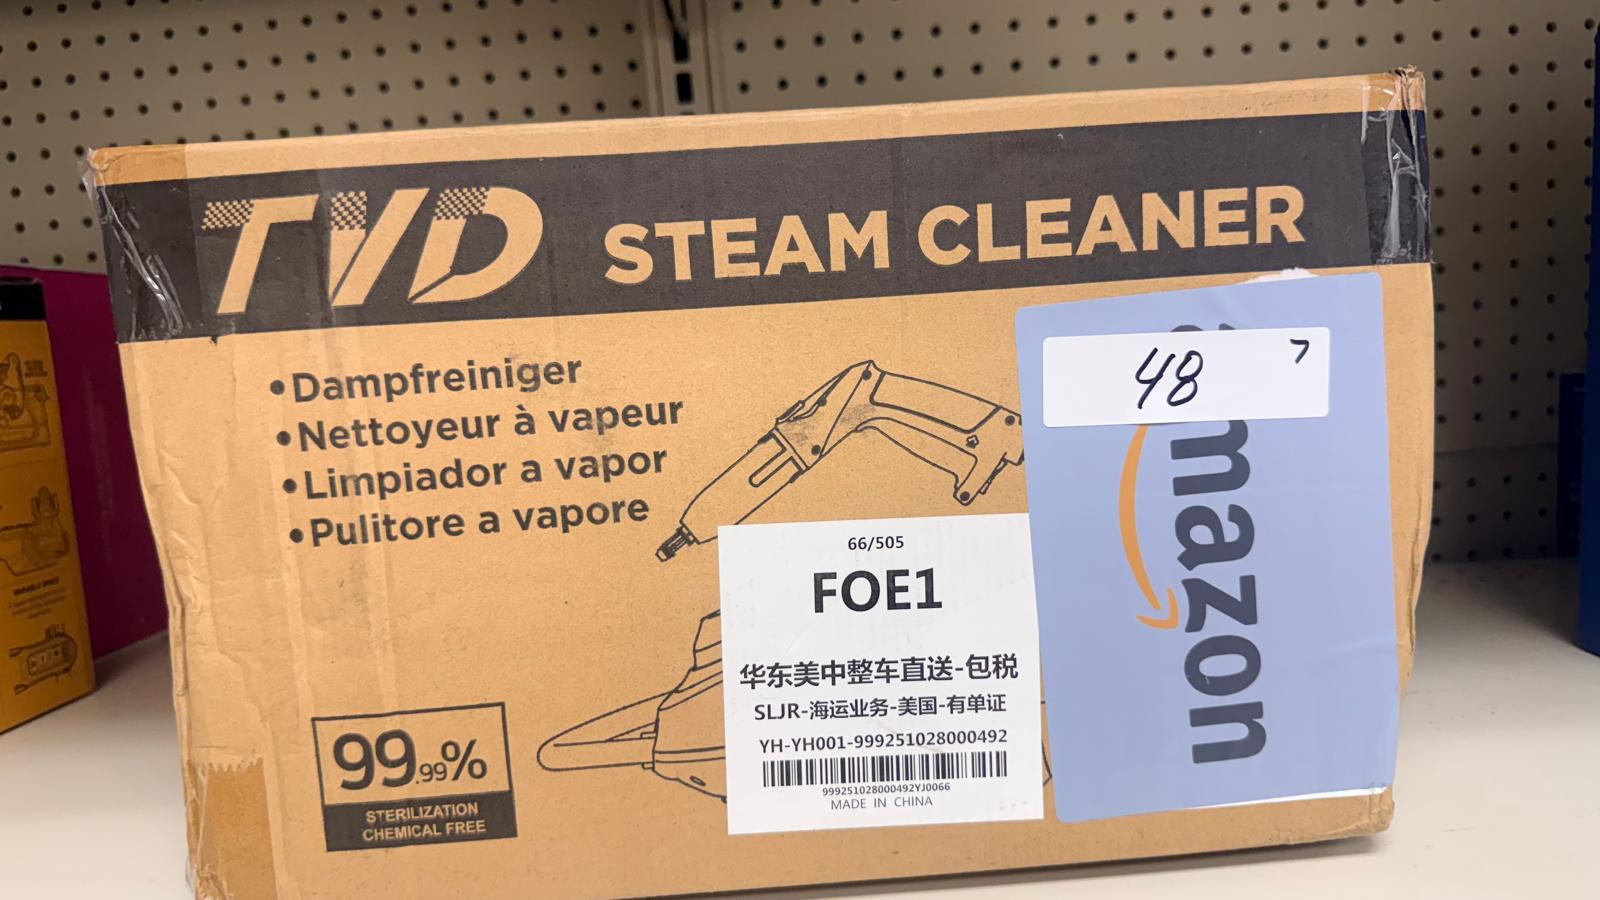 TVD STEAM CLEANER
•Dampfreiniger
•Nettoyeur à vapeur
•Limpiador a vapor
•Pulitore a vapore
99.99%
STERILIZATION
CHEMICAL FREE
66/505
FOE1
华东美中整车直送-包税
SLJR-海运业务-美国-有单证
YH-YH001-999251028000492
999251028000492YJ0066
MADE IN CHINA
48 7
amazon